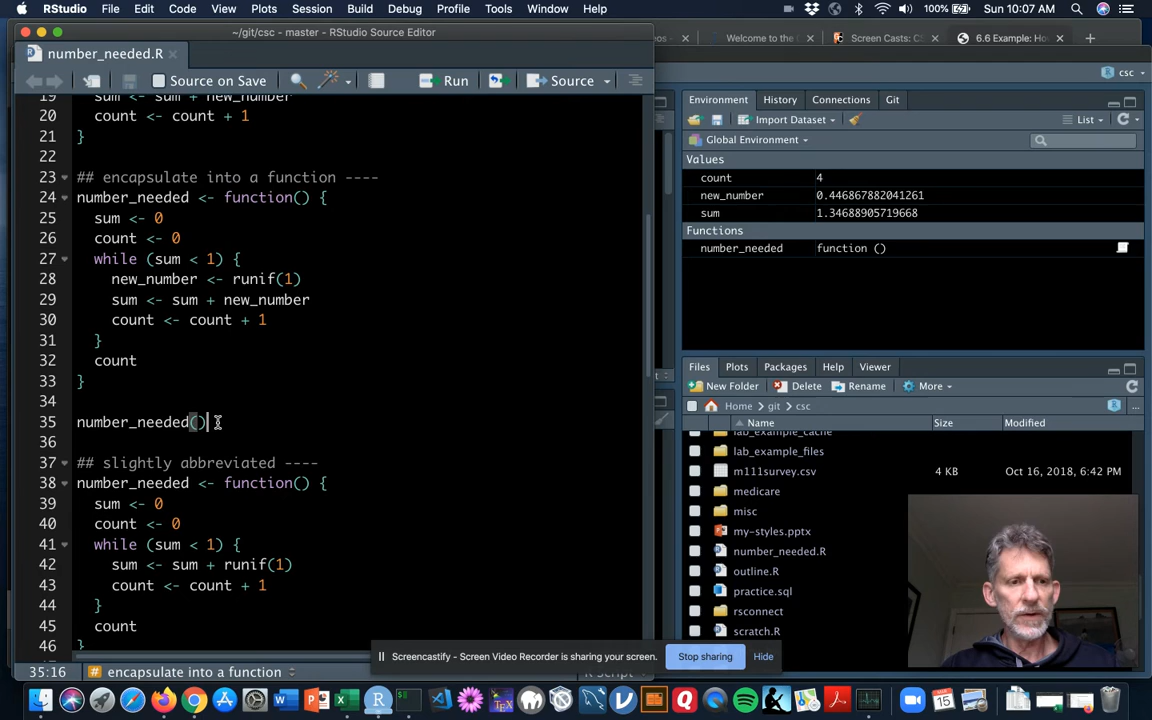 RStudio File Edit Code View Plots Session Build Debug Profile Tools Window Help 100% Sun 10:07 AM
~/git/csc - master - RStudio Source Editor
Welcome to the Screen Casts: C 6.6 Example: Ho
number_needed.R
csc
Source on Save Run Source
Environment History Connections Git
Import Dataset List
Global Environment
Values
count 4
new_number 0.446867882041261
sum 1.34688905719668
Functions
number_needed function ()
19 sum <- sum + new_number
20 count <- count + 1
21 }
22
23 ## encapsulate into a function ----
24 number_needed <- function() {
25 sum <- 0
26 count <- 0
27 while (sum < 1) {
28 new_number <- runif(1)
29 sum <- sum + new_number
30 count <- count + 1
31 }
32 count
33 }
34
35 number_needed()
36
37 ## slightly abbreviated ----
38 number_needed <- function() {
39 sum <- 0
40 count <- 0
41 while (sum < 1) {
42 sum <- sum + runif(1)
43 count <- count + 1
44 }
45 count
46 }
Files Plots Packages Help Viewer
New Folder Delete Rename More
Home git csc ...
Name Size Modified
lab_example_cache
lab_example_files
m111survey.csv 4 KB Oct 16, 2018, 6:42 PM
medicare
misc
my-styles.pptx
number_needed.R
outline.R
practice.sql
rsconnect
scratch.R
Screencastify - Screen Video Recorder is sharing your screen. Stop sharing Hide
35:16 encapsulate into a function